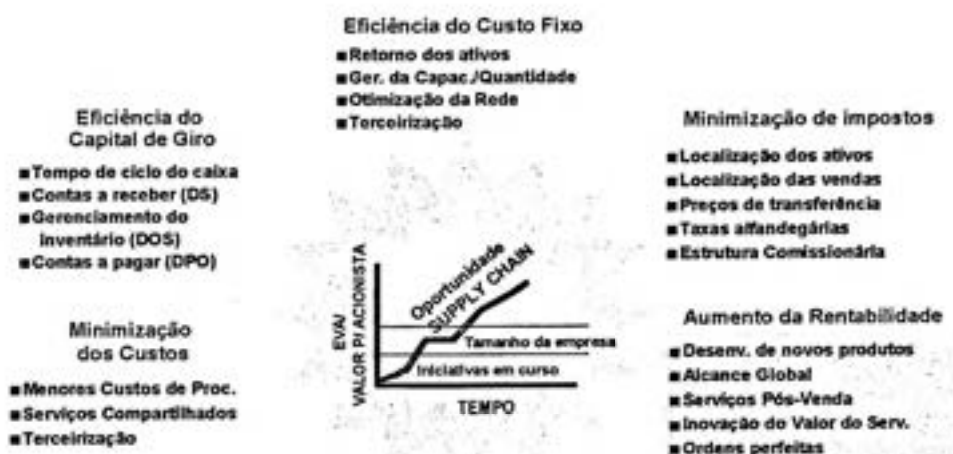 Eficiência do Custo Fixo
■Retorno dos ativos
■Ger. da Capac./Quantidade
■Otimização da Rede
■Terceirização
Eficiência do
Capital de Giro
■Tempo de ciclo do caixa
■Contas a receber (DS)
■Gerenciamento do
Inventário (DOS)
■Contas a pagar (DPO)
Minimização de impostos
■Localização dos ativos
■Localização das vendas
■Preços de transferência
■Taxas alfandegárias
■Estrutura Comissionária
EVA/
VALOR P/ ACIONISTA
Oportunidade
SUPPLY CHAIN
Tamanho da empresa
Iniciativas em curso
TEMPO
Minimização
dos Custos
■Menores Custos de Proc.
■Serviços Compartilhados
■Terceirização
Aumento da Rentabilidade
■Desenv. de novos produtos
■Alcance Global
■Serviços Pós-Venda
■Inovação do Valor do Serv.
■Ordens perfeitas